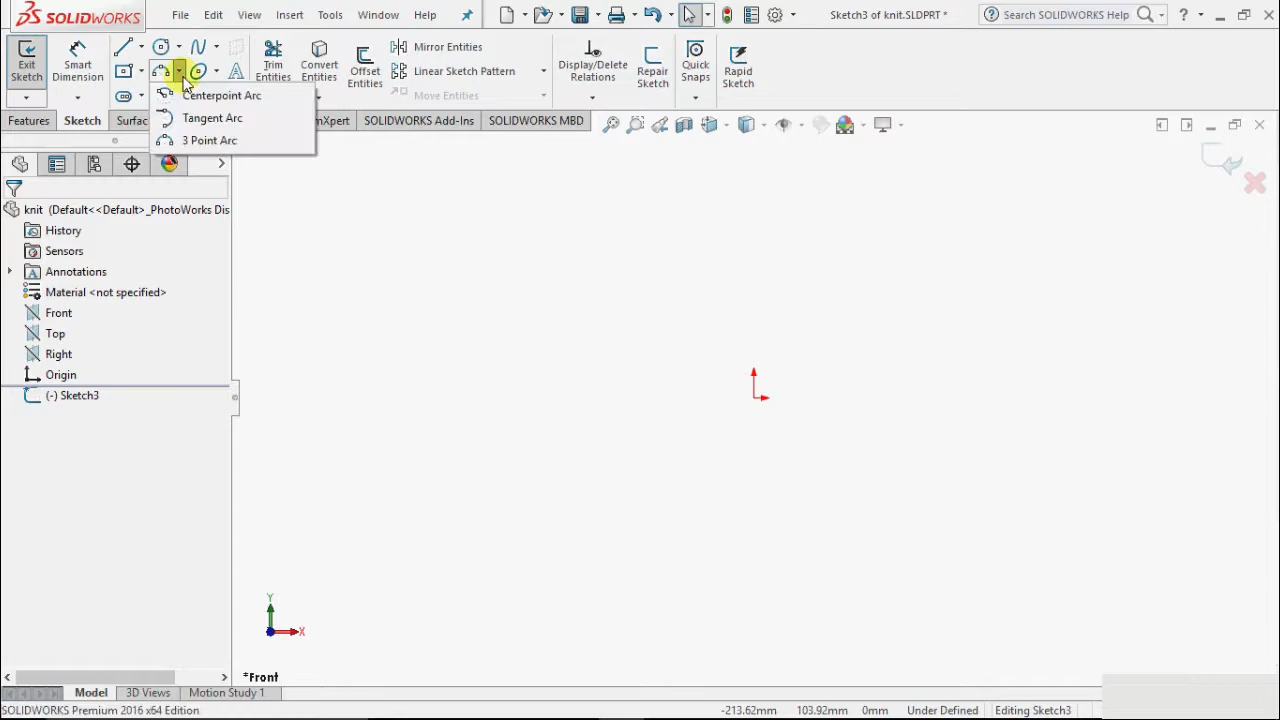 SOLIDWORKS File Edit View Insert Tools Window Help Sketch3 of knit.SLDPRT * Search SOLIDWORKS Help ?
Exit Sketch
Smart Dimension
Trim Entities
Convert Entities
Offset Entities
Mirror Entities
Linear Sketch Pattern
Move Entities
Display/Delete Relations
Repair Sketch
Quick Snaps
Rapid Sketch
Centerpoint Arc
Tangent Arc
3 Point Arc
Features Sketch Surfac mXpert SOLIDWORKS Add-Ins SOLIDWORKS MBD
knit (Default<<Default>_PhotoWorks Dis
History
Sensors
Annotations
Material <not specified>
Front
Top
Right
Origin
(-) Sketch3
Y
X
*Front
Model 3D Views Motion Study 1
SOLIDWORKS Premium 2016 x64 Edition -213.62mm 103.92mm 0mm Under Defined Editing Sketch3